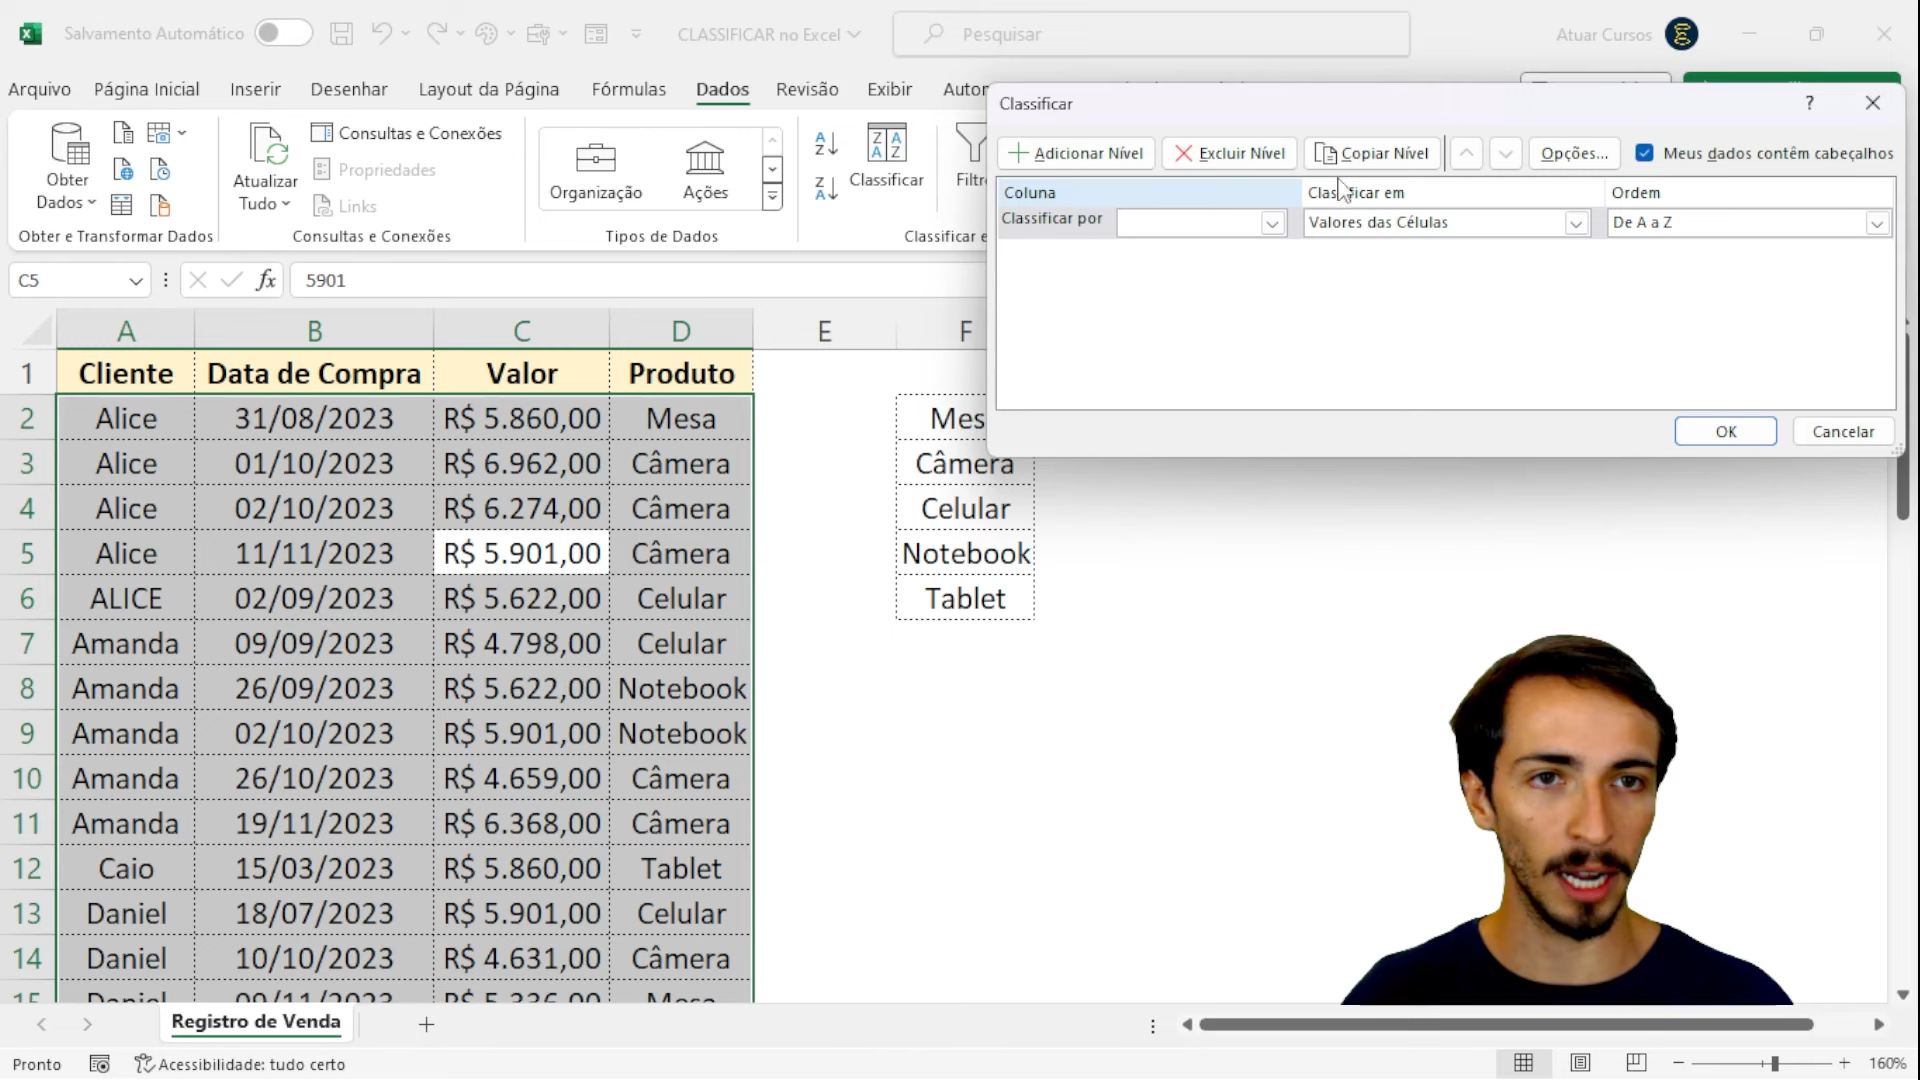 Salvamento Automático
CLASSIFICAR no Excel
Pesquisar
Atuar Cursos
Arquivo Página Inicial Inserir Desenhar Layout da Página Fórmulas Dados Revisão Exibir
Obter Dados
Obter e Transformar Dados
Atualizar Tudo
Consultas e Conexões
Propriedades
Links
Consultas e Conexões
Organização
Ações
Tipos de Dados
Classificar
Classificar
? 
Adicionar Nível
Excluir Nível
Copiar Nível
Opções...
Meus dados contêm cabeçalhos
Coluna Classificar em Ordem
Classificar por Valores das Células De A a Z
OK
Cancelar
C5
fx
5901
A B C D E F
1 Cliente Data de Compra Valor Produto
2 Alice 31/08/2023 R$ 5.860,00 Mesa
3 Alice 01/10/2023 R$ 6.962,00 Câmera Câmera
4 Alice 02/10/2023 R$ 6.274,00 Câmera Celular
5 Alice 11/11/2023 R$ 5.901,00 Câmera Notebook
6 ALICE 02/09/2023 R$ 5.622,00 Celular Tablet
7 Amanda 09/09/2023 R$ 4.798,00 Celular
8 Amanda 26/09/2023 R$ 5.622,00 Notebook
9 Amanda 02/10/2023 R$ 5.901,00 Notebook
10 Amanda 26/10/2023 R$ 4.659,00 Câmera
11 Amanda 19/11/2023 R$ 6.368,00 Câmera
12 Caio 15/03/2023 R$ 5.860,00 Tablet
13 Daniel 18/07/2023 R$ 5.901,00 Celular
14 Daniel 10/10/2023 R$ 4.631,00 Câmera
Registro de Venda
Pronto
Acessibilidade: tudo certo
160%